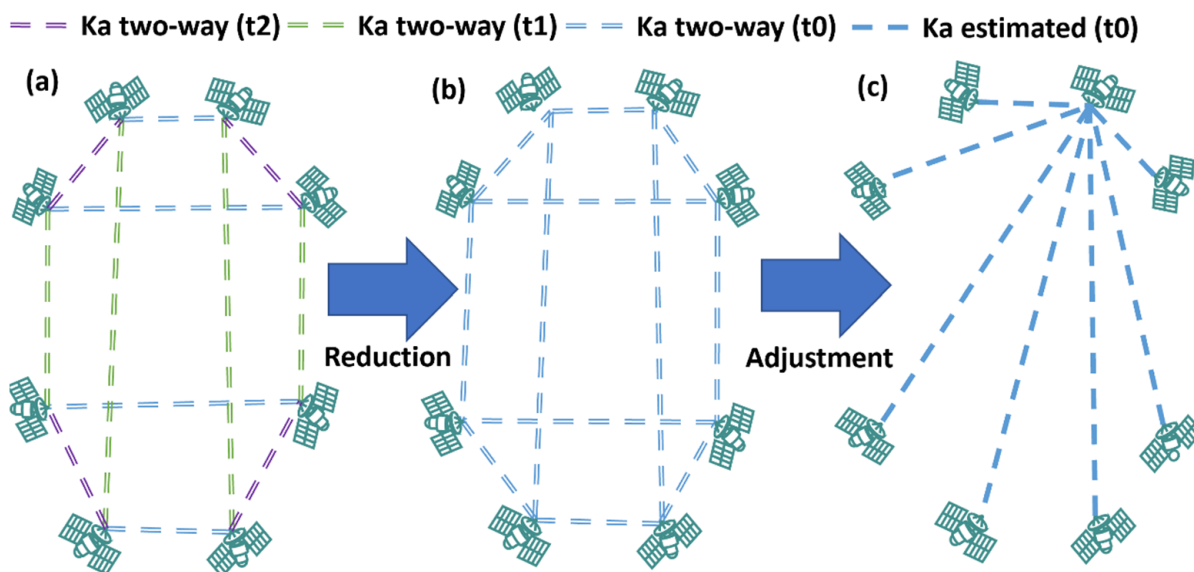 Ka two-way (t2) Ka two-way (t1) Ka two-way (t0) Ka estimated (t0)
(a) (b) (c)
Reduction Adjustment